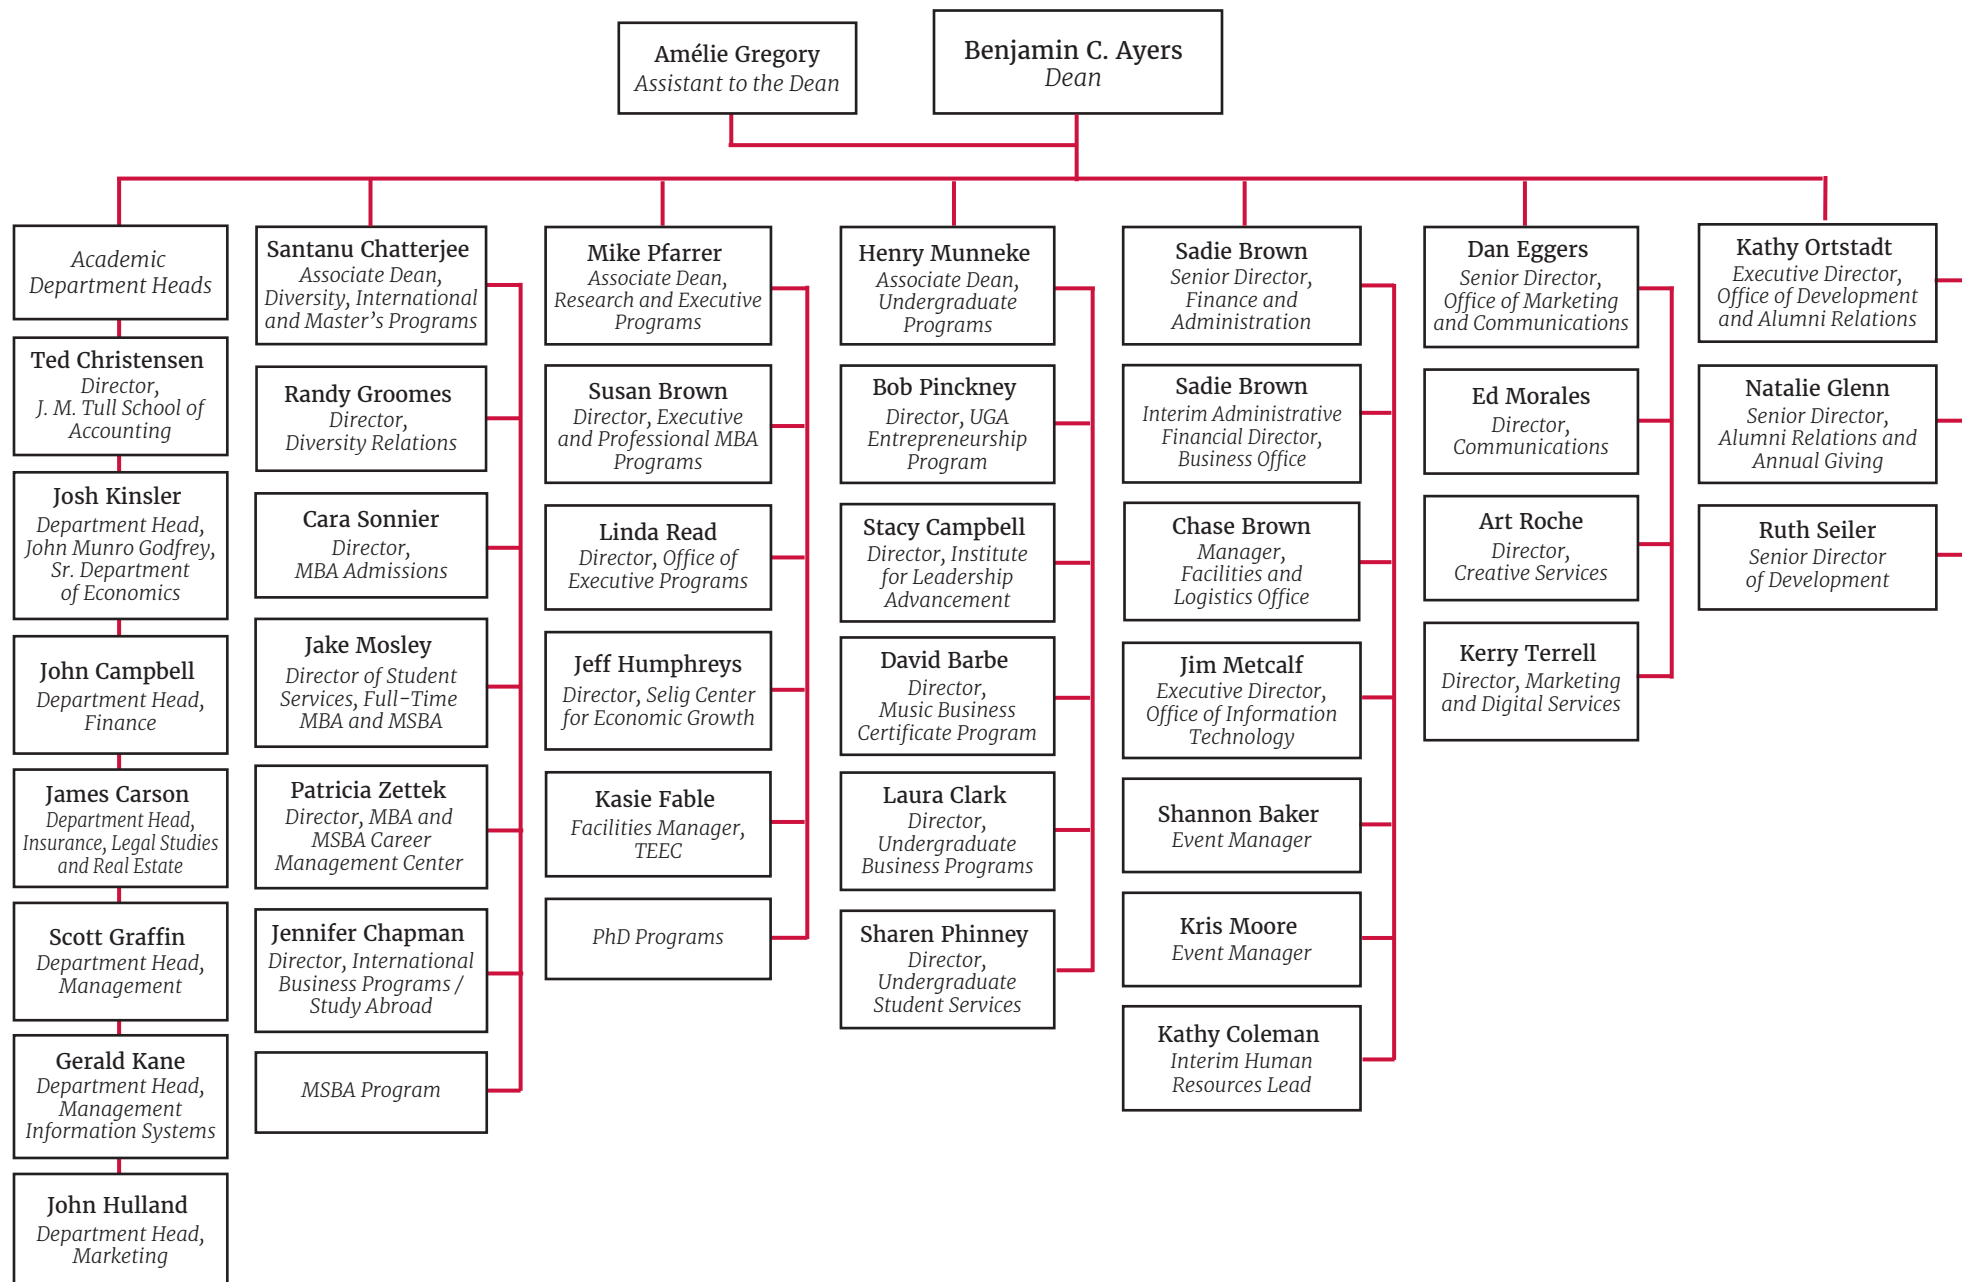 Amélie Gregory
Assistant to the Dean
Benjamin C. Ayers
Dean
Academic
Department Heads
Ted Christensen
Director,
J. M. Tull School of
Accounting
Josh Kinsler
Department Head,
John Munro Godfrey,
Sr. Department
of Economics
John Campbell
Department Head,
Finance
James Carson
Department Head,
Insurance, Legal Studies
and Real Estate
Scott Graffin
Department Head,
Management
Gerald Kane
Department Head,
Management
Information Systems
John Hulland
Department Head,
Marketing
Santanu Chatterjee
Associate Dean,
Diversity, International
and Master's Programs
Randy Groomes
Director,
Diversity Relations
Cara Sonnier
Director,
MBA Admissions
Jake Mosley
Director of Student
Services, Full-Time
MBA and MSBA
Patricia Zettek
Director, MBA and
MSBA Career
Management Center
Jennifer Chapman
Director, International
Business Programs /
Study Abroad
MSBA Program
Mike Pfarrer
Associate Dean,
Research and Executive
Programs
Susan Brown
Director, Executive
and Professional MBA
Programs
Linda Read
Director, Office of
Executive Programs
Jeff Humphreys
Director, Selig Center
for Economic Growth
Kasie Fable
Facilities Manager,
TEEC
PhD Programs
Henry Munneke
Associate Dean,
Undergraduate
Programs
Bob Pinckney
Director, UGA
Entrepreneurship
Program
Stacy Campbell
Director, Institute
for Leadership
Advancement
David Barbe
Director,
Music Business
Certificate Program
Laura Clark
Director,
Undergraduate
Business Programs
Sharen Phinney
Director,
Undergraduate
Student Services
Sadie Brown
Senior Director,
Finance and
Administration
Sadie Brown
Interim Administrative
Financial Director,
Business Office
Chase Brown
Manager,
Facilities and
Logistics Office
Jim Metcalf
Executive Director,
Office of Information
Technology
Shannon Baker
Event Manager
Kris Moore
Event Manager
Kathy Coleman
Interim Human
Resources Lead
Dan Eggers
Senior Director,
Office of Marketing
and Communications
Ed Morales
Director,
Communications
Art Roche
Director,
Creative Services
Kerry Terrell
Director, Marketing
and Digital Services
Kathy Ortstadt
Executive Director,
Office of Development
and Alumni Relations
Natalie Glenn
Senior Director,
Alumni Relations and
Annual Giving
Ruth Seiler
Senior Director
of Development